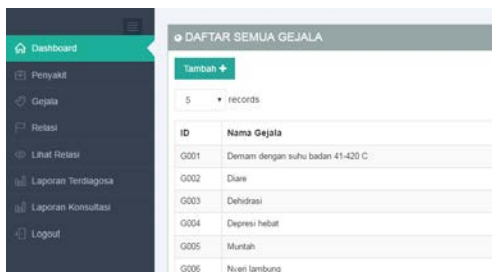 Dashboard
Penyakit
Gejala
Relasi
Lihat Relasi
Laporan Terdiagosa
Laporan Konsultasi
Logout
DAFTAR SEMUA GEJALA
Tambah +
5 records
ID Nama Gejala
G001 Demam dengan suhu badan 41-420 C
G002 Diare
G003 Dehidrasi
G004 Depresi hebat
G005 Muntah
G006 Nyeri lambung